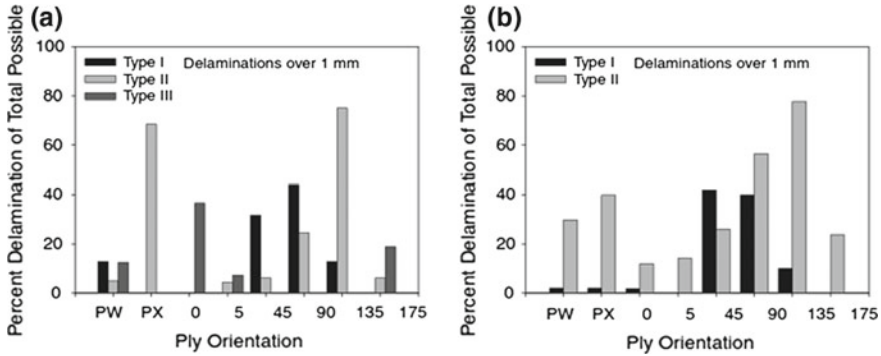 (a)
Percent Delamination of Total Possible
100
80
60
40
20
0
Type I
Type II
Type III
Delaminations over 1 mm
PW PX 0 5 45 90 135 175
Ply Orientation
(b)
Percent Delamination of Total Possible
100
80
60
40
20
0
Type I
Type II
Delaminations over 1 mm
PW PX 0 5 45 90 135 175
Ply Orientation